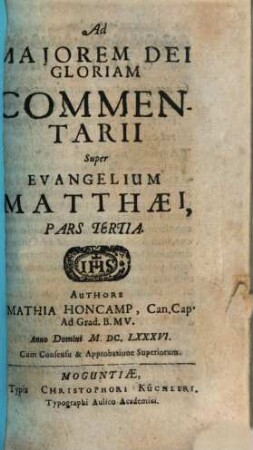 Ad
MAJOREM DEI
GLORIAM
COMMEN-
TARII
Super
EVANGELIUM
MATTHÆI,
PARS TERTIA.
IHS
AUTHORE
MATHIA HONCAMP, Can. Cap.
Ad Grad. B. MV.
Anno Domini M. DC. LXXXVI.
Cum Consensu & Approbatione Superiorum.
MOGUNTIÆ,
Typis CHRISTOPHORI KÜCHLERI,
Typographi Aulico Academici.